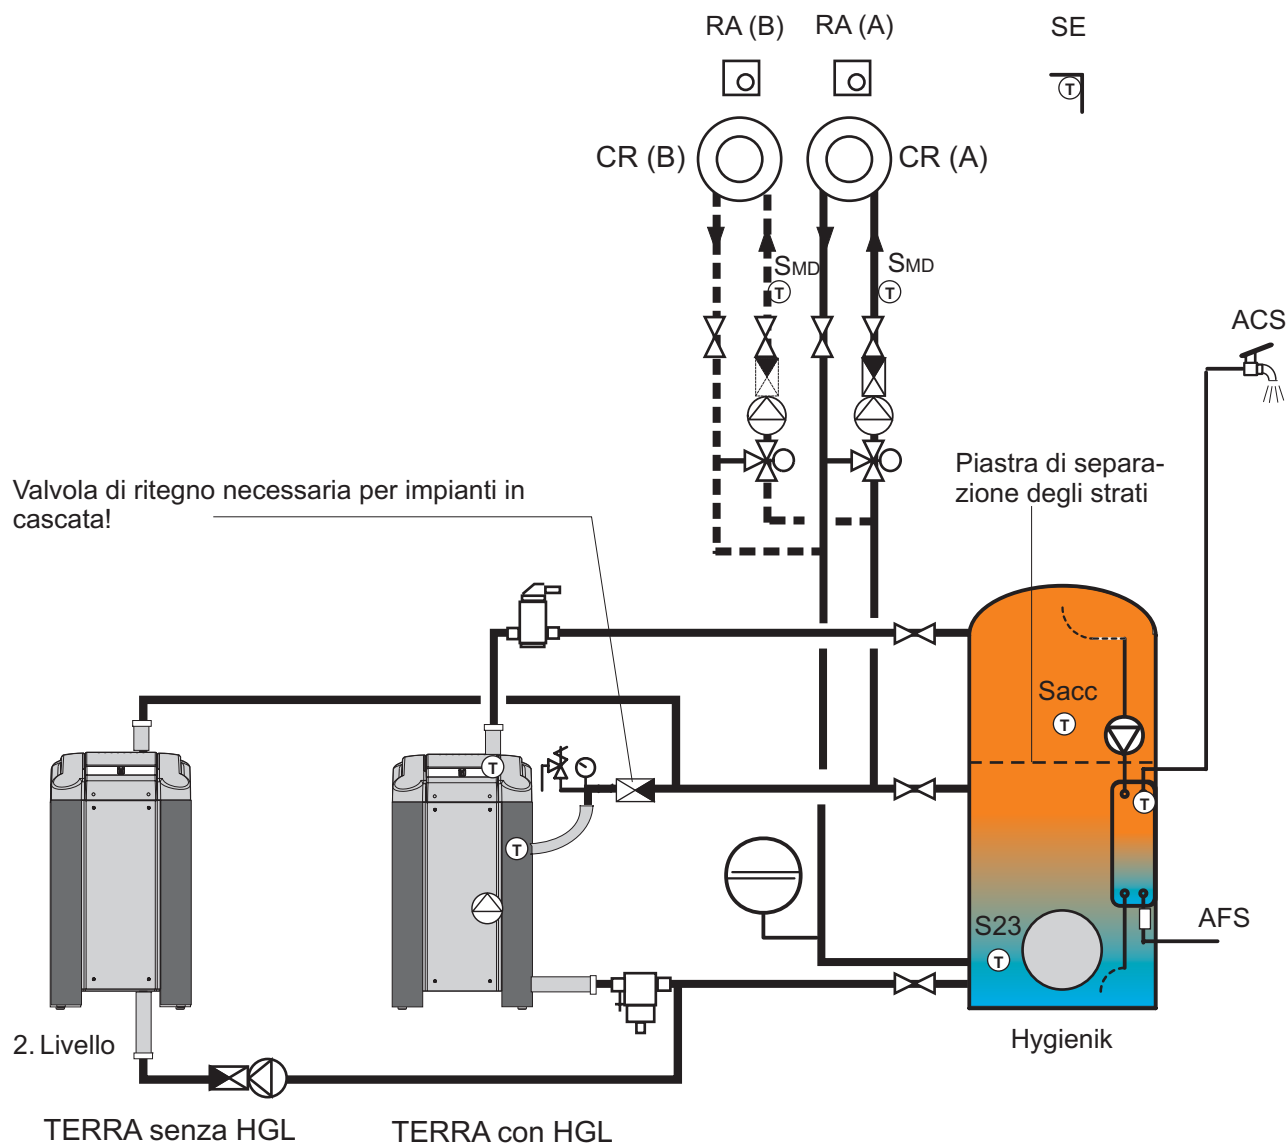 RA (B)
RA (A)
SE
T
CR (B)
CR (A)
SMD
T
SMD
T
ACS
Piastra di separa-
zione degli strati
Valvola di ritegno necessaria per impianti in
cascata!
Sacc
T
T
T
T
S23
T
AFS
2. Livello
Hygienik
TERRA senza HGL
TERRA con HGL